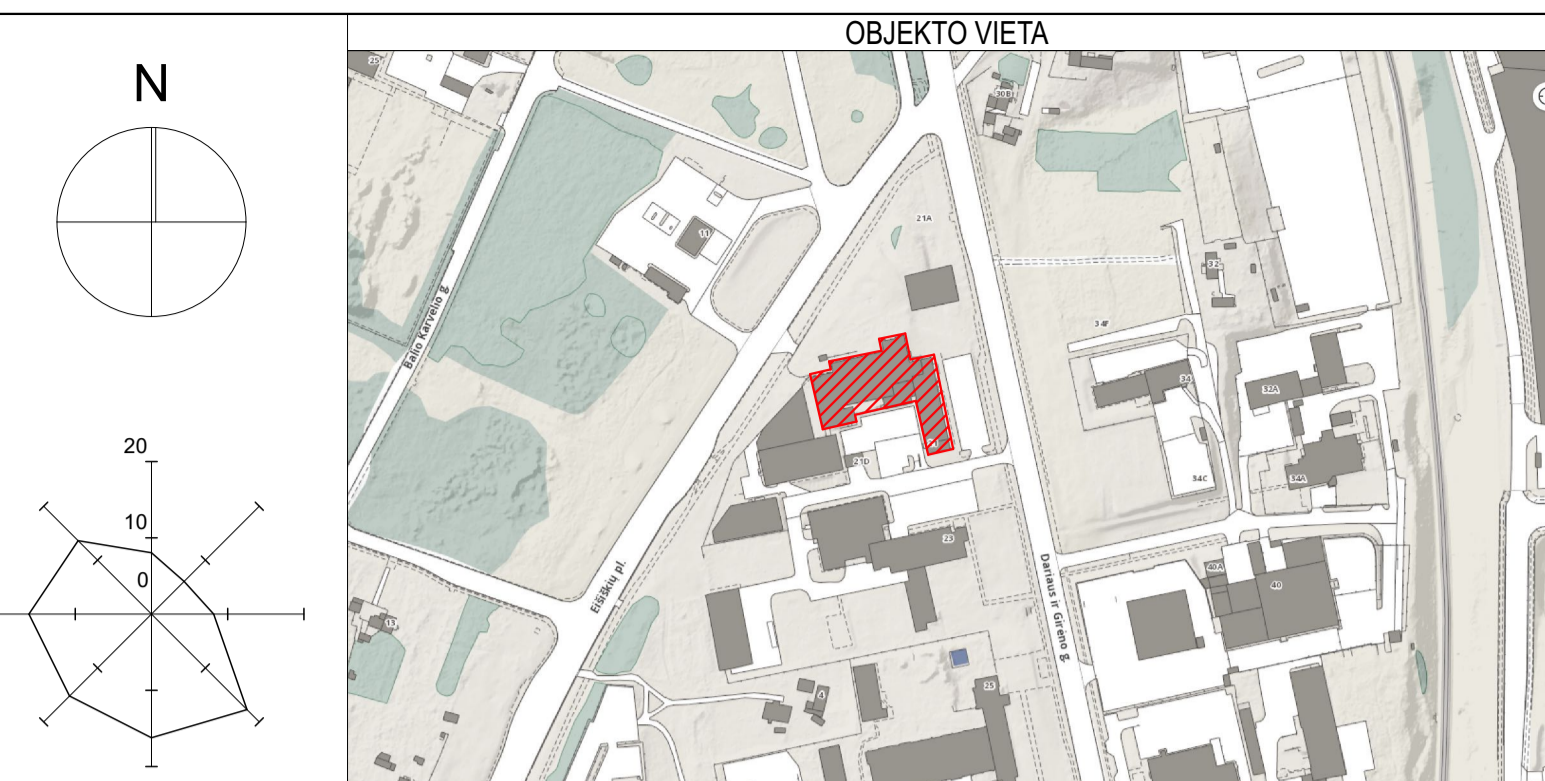 OBJEKTO VIETA
N
20
10
0
25
30B
21A
11
Balio Karvelio g.
32
34F
34
32A
21D
34C
34A
23
Eišiškių pl.
Dariaus ir Girėno g.
40A
40
13
4
25